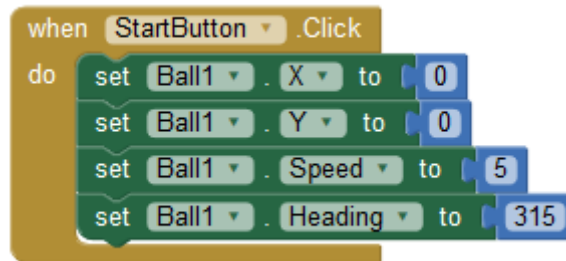 when StartButton .Click
do set Ball1 . X to 0
set Ball1 . Y to 0
set Ball1 . Speed to 5
set Ball1 . Heading to 315